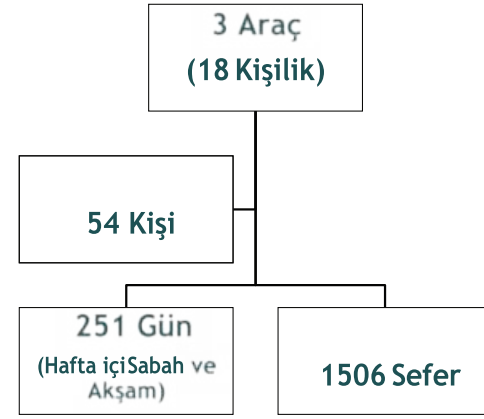 3 Araç
(18 Kişilik)
54 Kişi
251 Gün
(Hafta içiSabah ve
Akşam)
1506 Sefer